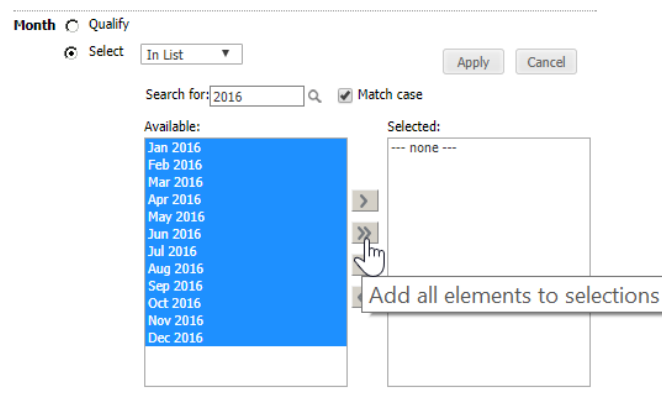 Month Qualify
Select In List
Apply Cancel
Search for: 2016 Match case
Available: Selected:
Jan 2016 --- none ---
Feb 2016
Mar 2016
Apr 2016
May 2016
Jun 2016
Jul 2016
Aug 2016
Sep 2016
Oct 2016
Nov 2016
Dec 2016
Add all elements to selections